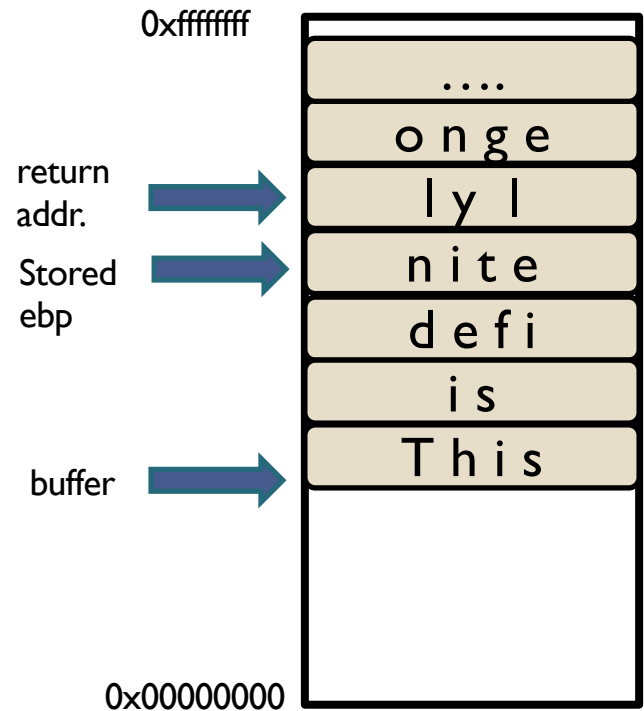 0xffffffff
....
o n g e
return
addr.
l y l
Stored
ebp
n i t e
d e f i
i s
buffer
T h i s
0x00000000